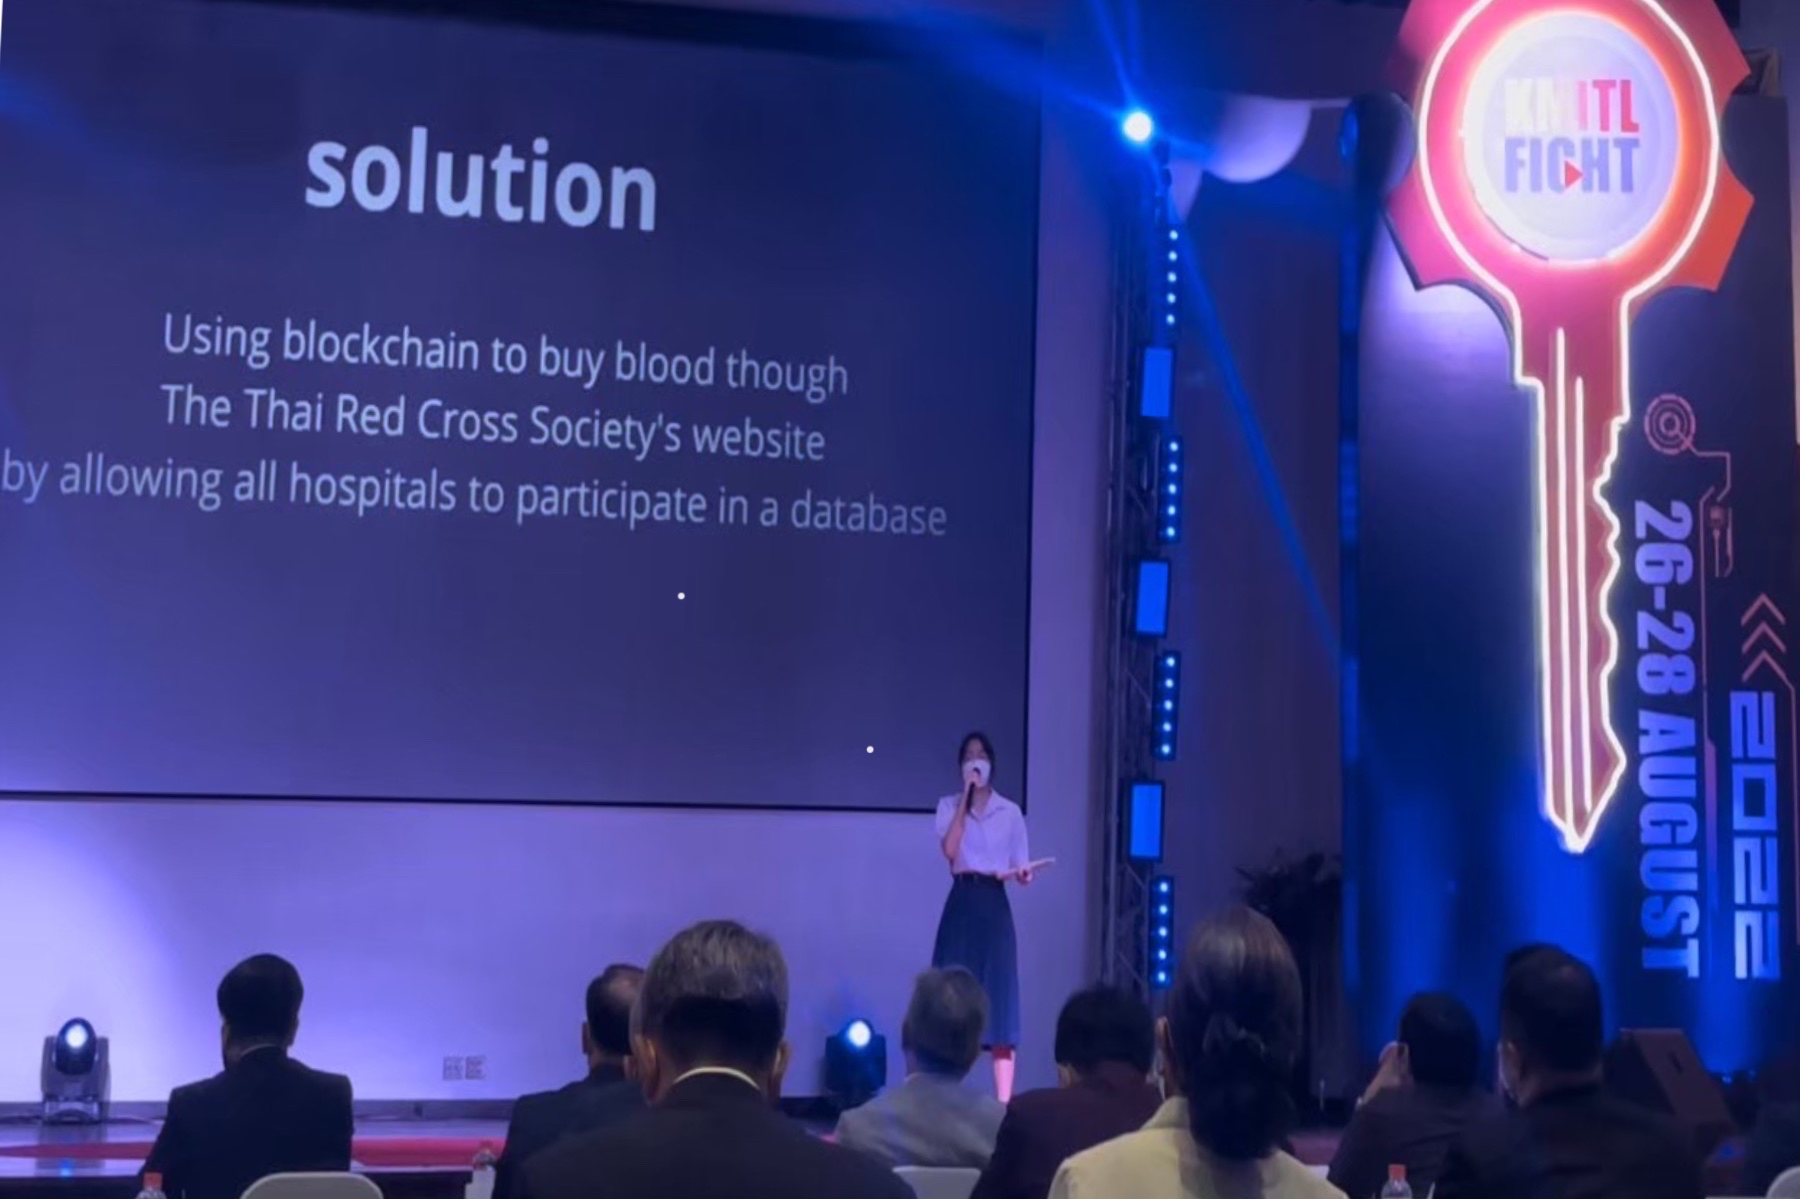 solution
Using blockchain to buy blood though
The Thai Red Cross Society's website
by allowing all hospitals to participate in a database
KMITL
FIGHT
26-28 AUGUST
2022